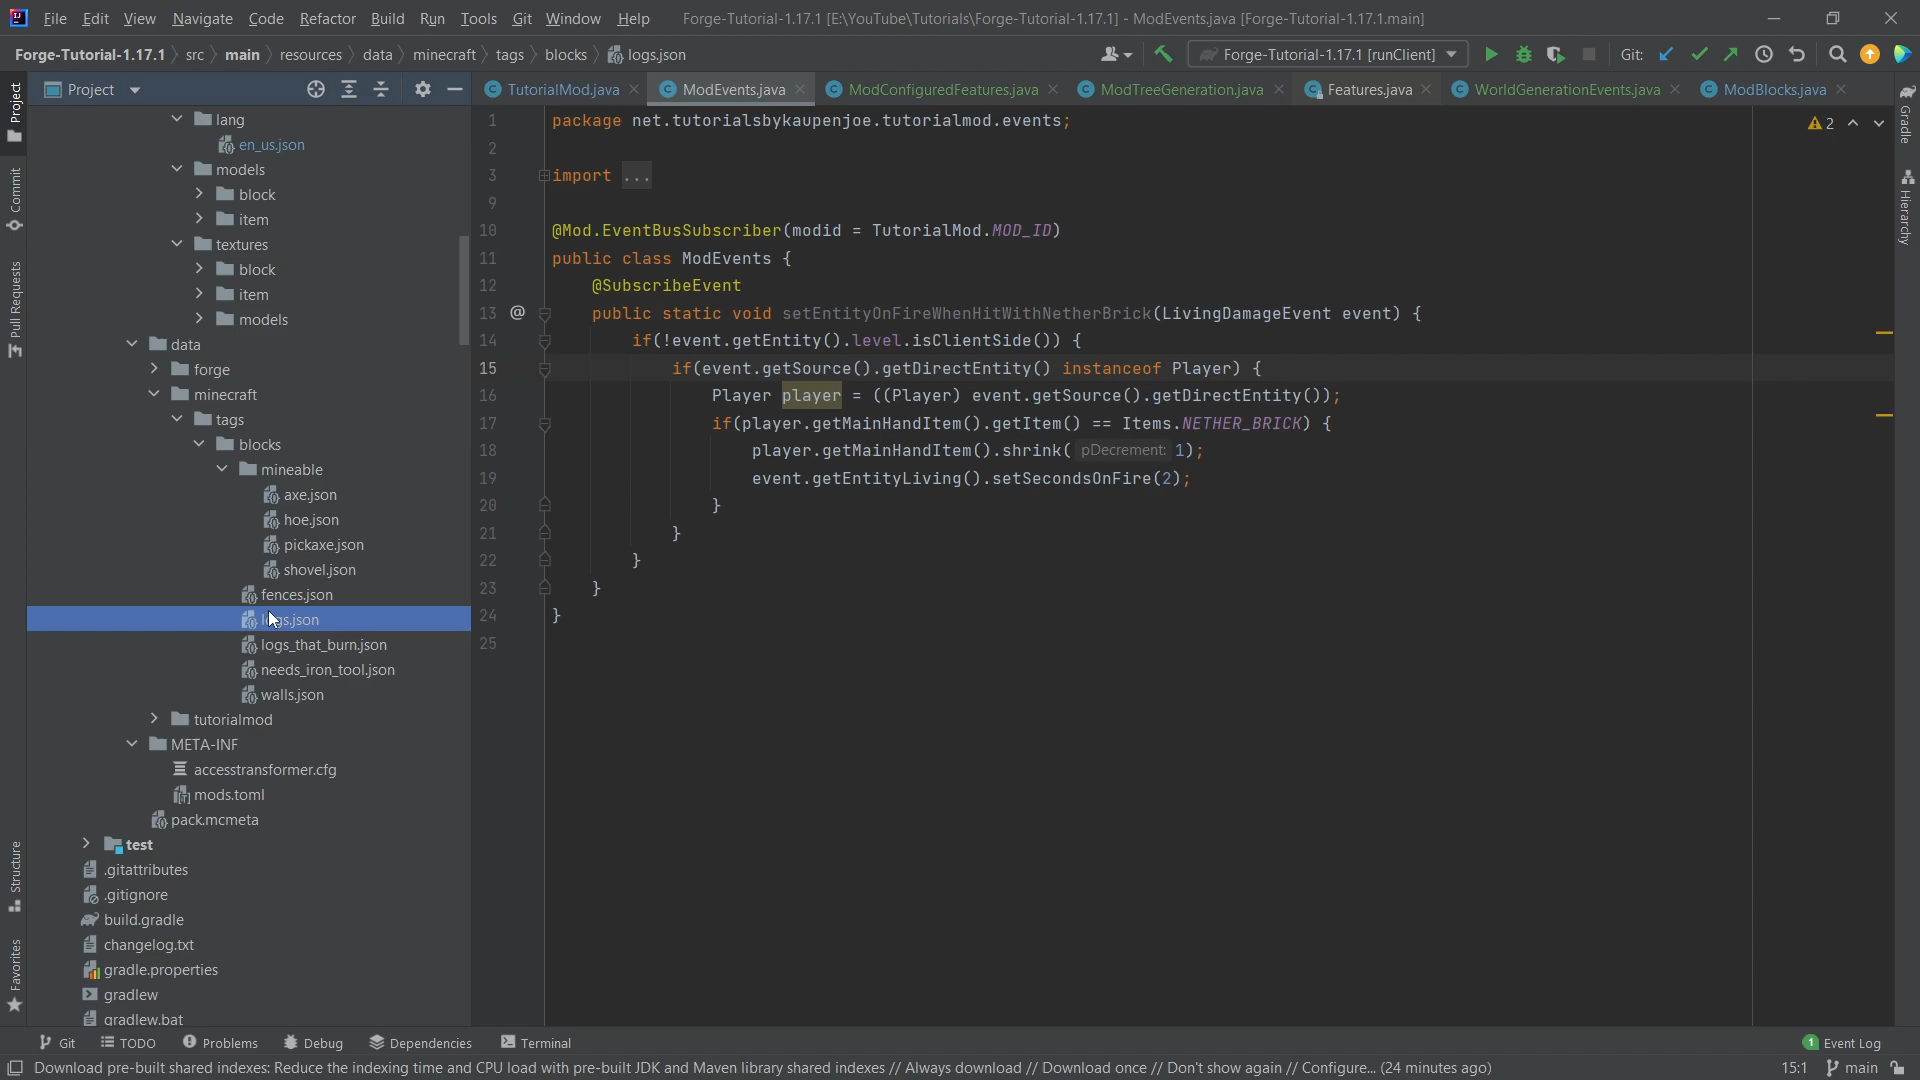 File Edit View Navigate Code Refactor Build Run Tools Git Window Help Forge-Tutorial-1.17.1 [E:\YouTube\Tutorials\Forge-Tutorial-1.17.1] - ModEvents.java [Forge-Tutorial-1.17.1.main]
Forge-Tutorial-1.17.1 src main resources data minecraft tags blocks logs.json Forge-Tutorial-1.17.1 [runClient] Git:
Project TutorialMod.java ModEvents.java ModConfiguredFeatures.java ModTreeGeneration.java Features.java WorldGenerationEvents.java ModBlocks.java
Project
Commit
Pull Requests
Structure
Favorites
lang
en_us.json
models
block
item
textures
block
item
models
data
forge
minecraft
tags
blocks
mineable
axe.json
hoe.json
pickaxe.json
shovel.json
fences.json
logs_that_burn.json
needs_iron_tool.json
walls.json
tutorialmod
META-INF
accesstransformer.cfg
mods.toml
pack.mcmeta
test
.gitattributes
.gitignore
build.gradle
changelog.txt
gradle.properties
gradlew
gradlew.bat
1 package net.tutorialsbykaupenjoe.tutorialmod.events;
2
3 import ...
9
10 @Mod.EventBusSubscriber(modid = TutorialMod.MOD_ID)
11 public class ModEvents {
12 @SubscribeEvent
13 @ public static void setEntityOnFireWhenHitWithNetherBrick(LivingDamageEvent event) {
14 if(!event.getEntity().level.isClientSide()) {
15 if(event.getSource().getDirectEntity() instanceof Player) {
16 Player player = ((Player) event.getSource().getDirectEntity());
17 if(player.getMainHandItem().getItem() == Items.NETHER_BRICK) {
18 player.getMainHandItem().shrink( pDecrement: 1);
19 event.getEntityLiving().setSecondsOnFire(2);
20 }
21 }
22 }
23 }
24 }
25
2
Gradle
Hierarchy
Git TODO Problems Debug Dependencies Terminal 1 Event Log
Download pre-built shared indexes: Reduce the indexing time and CPU load with pre-built JDK and Maven library shared indexes // Always download // Download once // Don't show again // Configure... (24 minutes ago) 15:1 main